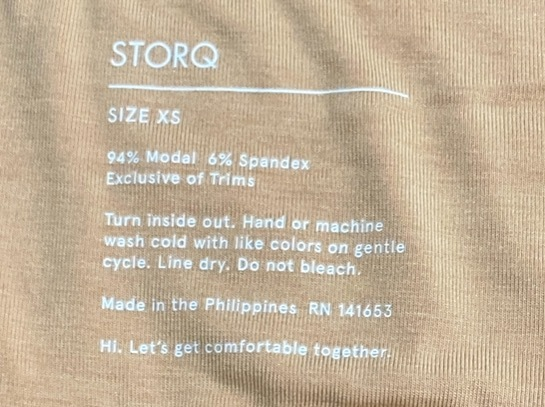 STORQ
SIZE XS
94% Modal 6% Spandex
Exclusive of Trims
Turn inside out. Hand or machine
wash cold with like colors on gentle
cycle. Line dry. Do not bleach.
Made in the Philippines RN 141653
Hi. Let's get comfortable together.